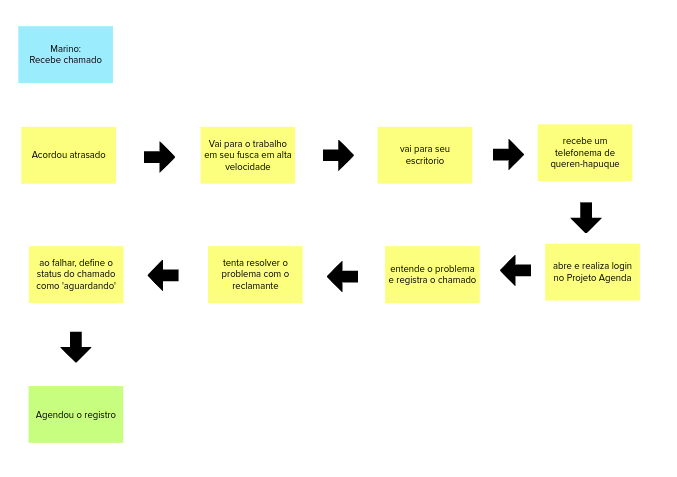 Marino:
Recebe chamado
Acordou atrasado
Vai para o trabalho
em seu fusca em alta
velocidade
vai para seu
escritorio
recebe um
telefonema de
queren-hapuque
abre e realiza login
no Projeto Agenda
entende o problema
e registra o chamado
tenta resolver o
problema com o
reclamante
ao falhar, define o
status do chamado
como 'aguardando'
Agendou o registro